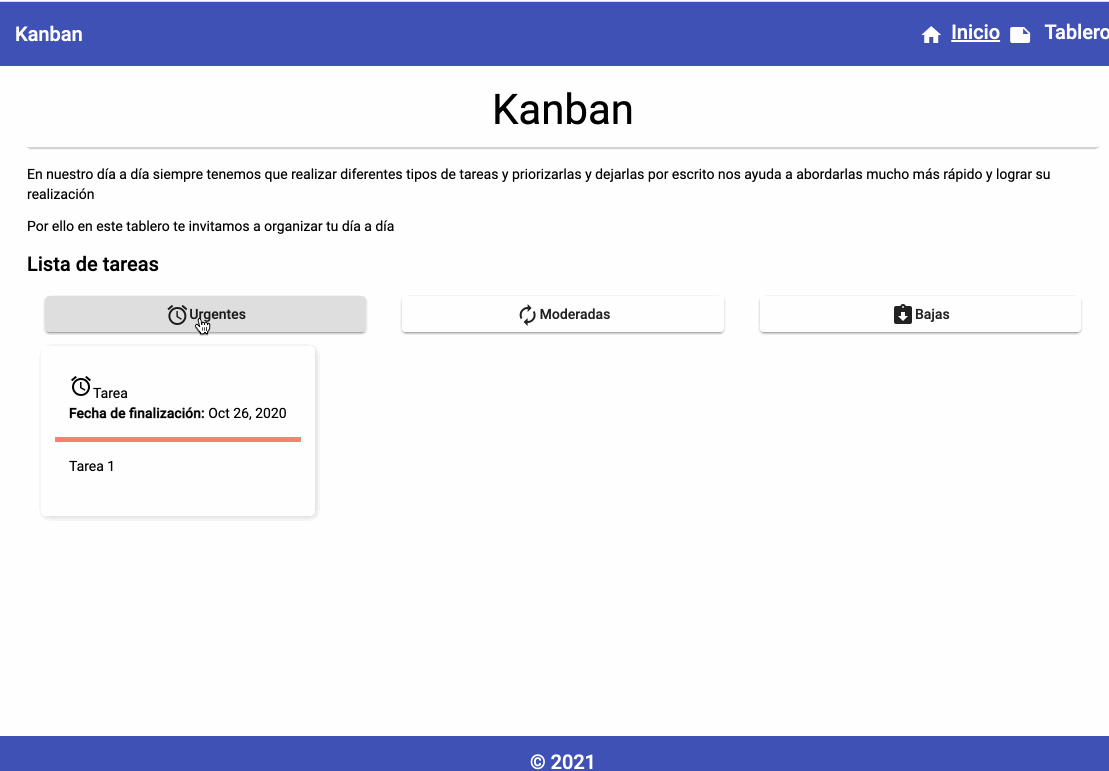 Kanban
Inicio
Tablero
Kanban
En nuestro día a día siempre tenemos que realizar diferentes tipos de tareas y priorizarlas y dejarlas por escrito nos ayuda a abordarlas mucho más rápido y lograr su
realización
Por ello en este tablero te invitamos a organizar tu día a día
Lista de tareas
Urgentes
Moderadas
Bajas
Tarea
Fecha de finalización: Oct 26, 2020
Tarea 1
© 2021